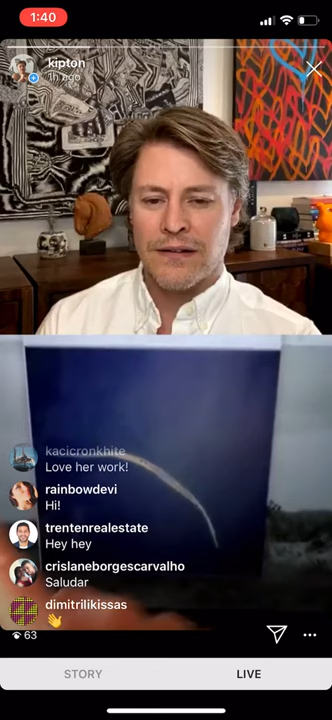 1:40
kipton
1h ago
kacicronkhite
Love her work!
rainbowdevi
Hi!
trentenrealestate
Hey hey
crislaneborgescarvalho
Saludar
dimitrilikissas
👋
63
STORY
LIVE